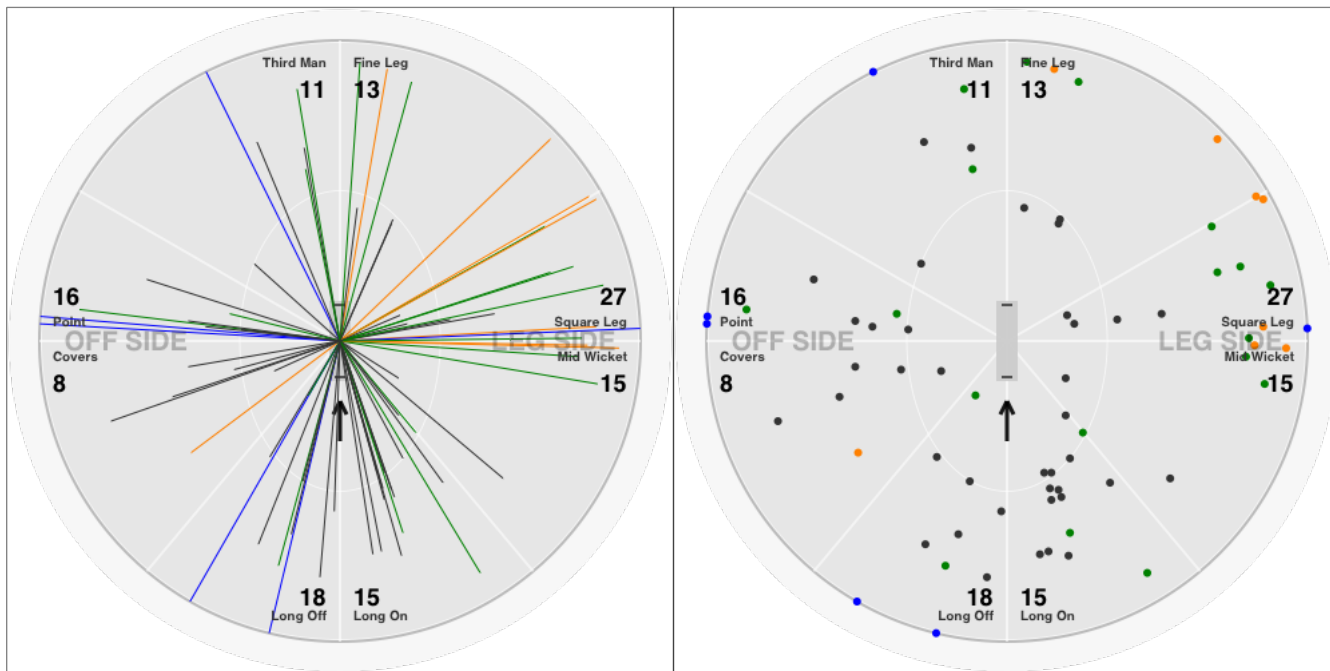 Third Man Fine Leg
11 13
16 27
Point Square Leg
OFF SIDE LEG SIDE
Covers Mid Wicket
8 15
18 15
Long Off Long On
Third Man Fine Leg
11 13
16 27
Point Square Leg
OFF SIDE LEG SIDE
Covers Mid Wicket
8 15
18 15
Long Off Long On